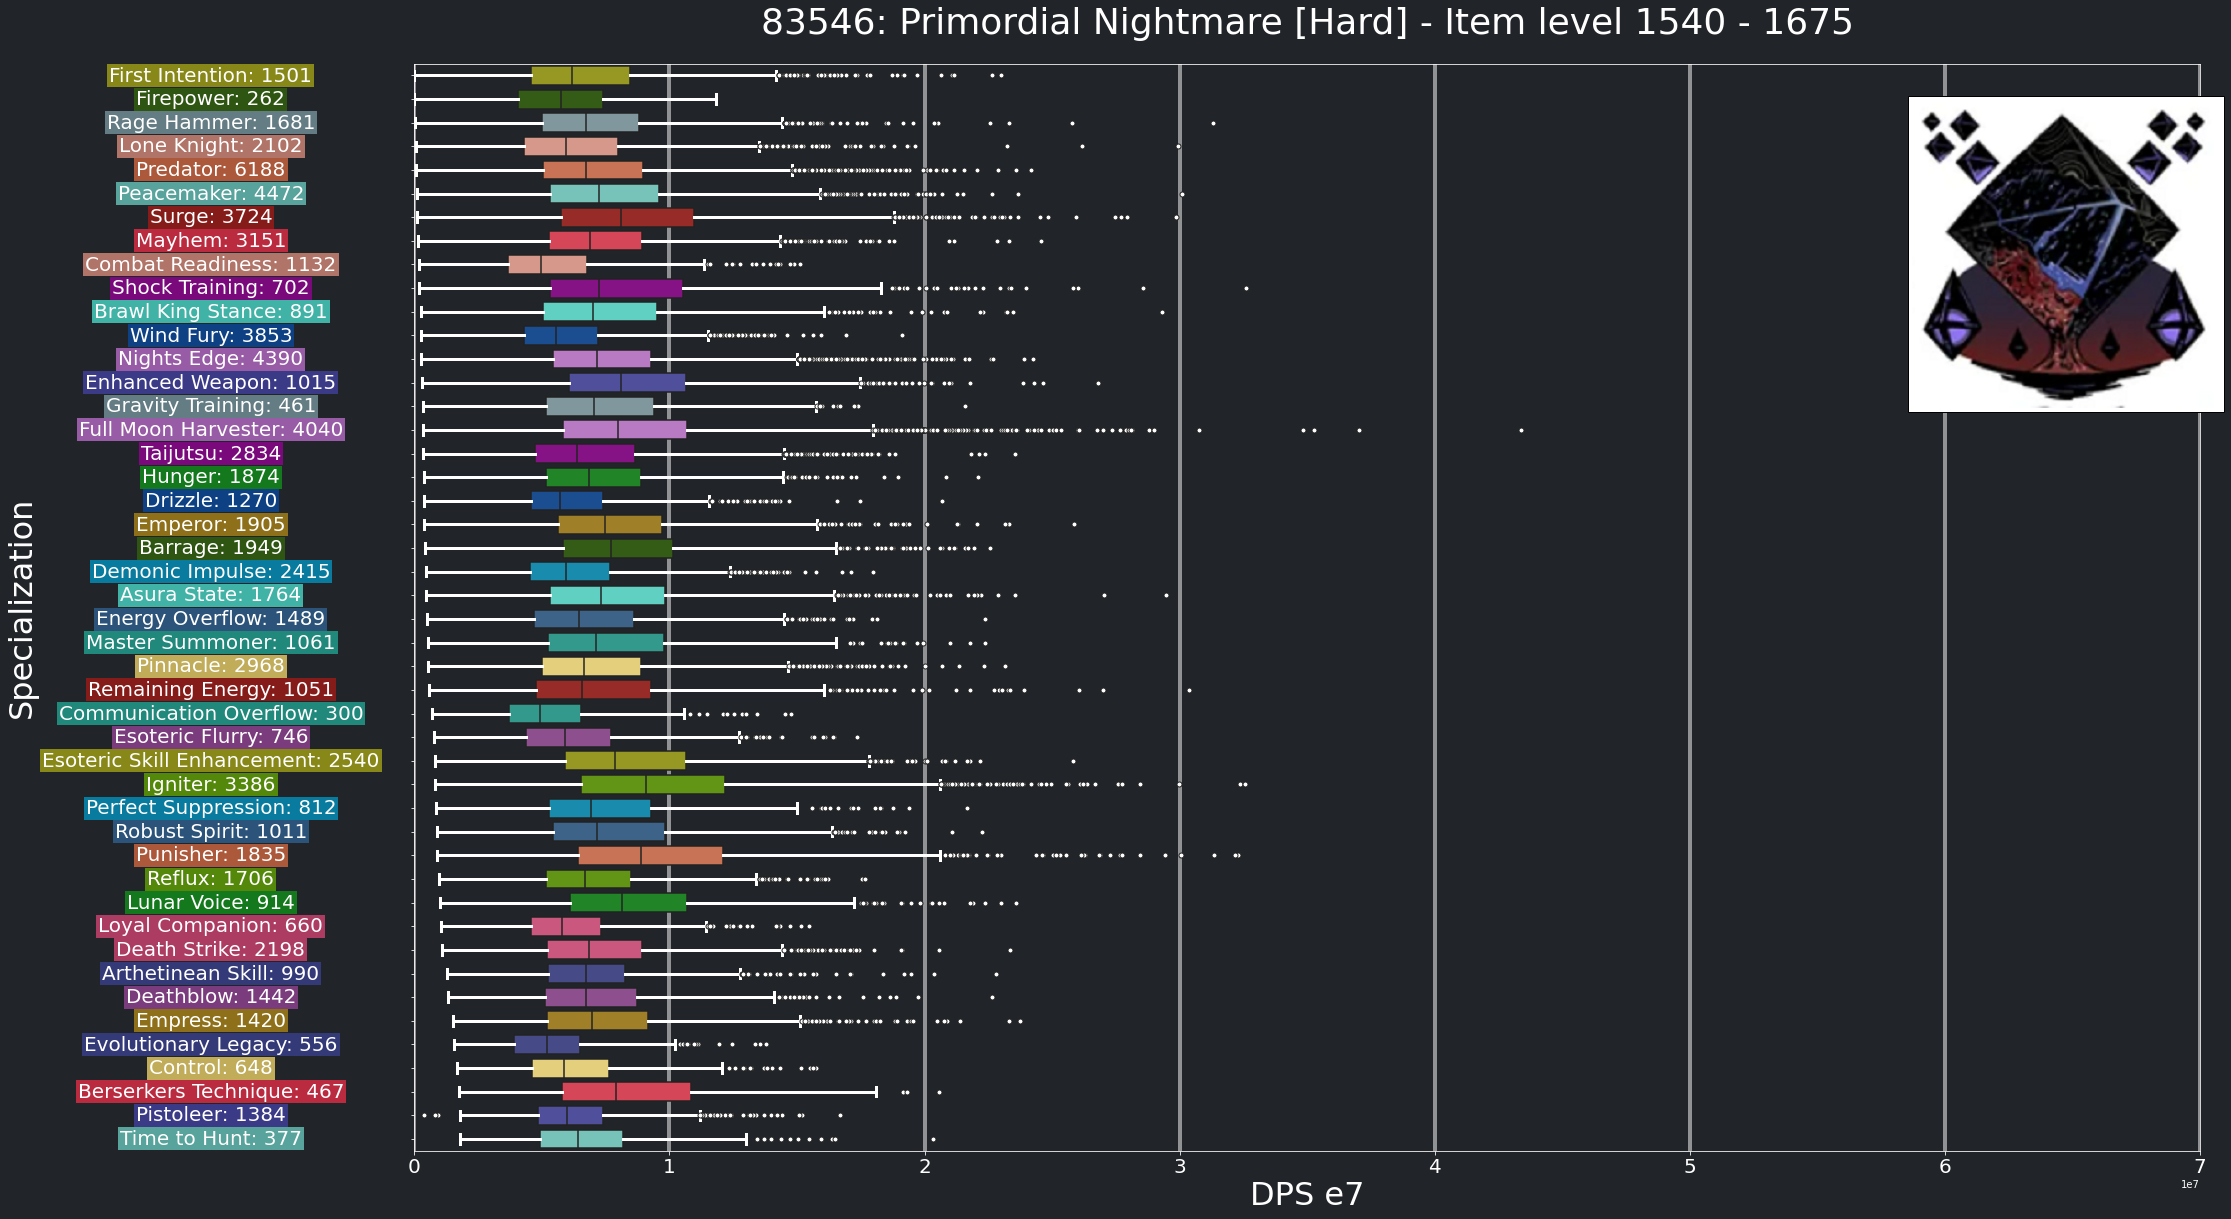 83546: Primordial Nightmare [Hard] - Item level 1540 - 1675
Specialization
First Intention: 1501
Firepower: 262
Rage Hammer: 1681
Lone Knight: 2102
Predator: 6188
Peacemaker: 4472
Surge: 3724
Mayhem: 3151
Combat Readiness: 1132
Shock Training: 702
Brawl King Stance: 891
Wind Fury: 3853
Nights Edge: 4390
Enhanced Weapon: 1015
Gravity Training: 461
Full Moon Harvester: 4040
Taijutsu: 2834
Hunger: 1874
Drizzle: 1270
Emperor: 1905
Barrage: 1949
Demonic Impulse: 2415
Asura State: 1764
Energy Overflow: 1489
Master Summoner: 1061
Pinnacle: 2968
Remaining Energy: 1051
Communication Overflow: 300
Esoteric Flurry: 746
Esoteric Skill Enhancement: 2540
Igniter: 3386
Perfect Suppression: 812
Robust Spirit: 1011
Punisher: 1835
Reflux: 1706
Lunar Voice: 914
Loyal Companion: 660
Death Strike: 2198
Arthetinean Skill: 990
Deathblow: 1442
Empress: 1420
Evolutionary Legacy: 556
Control: 648
Berserkers Technique: 467
Pistoleer: 1384
Time to Hunt: 377
0 1 2 3 4 5 6 7
1e7
DPS e7